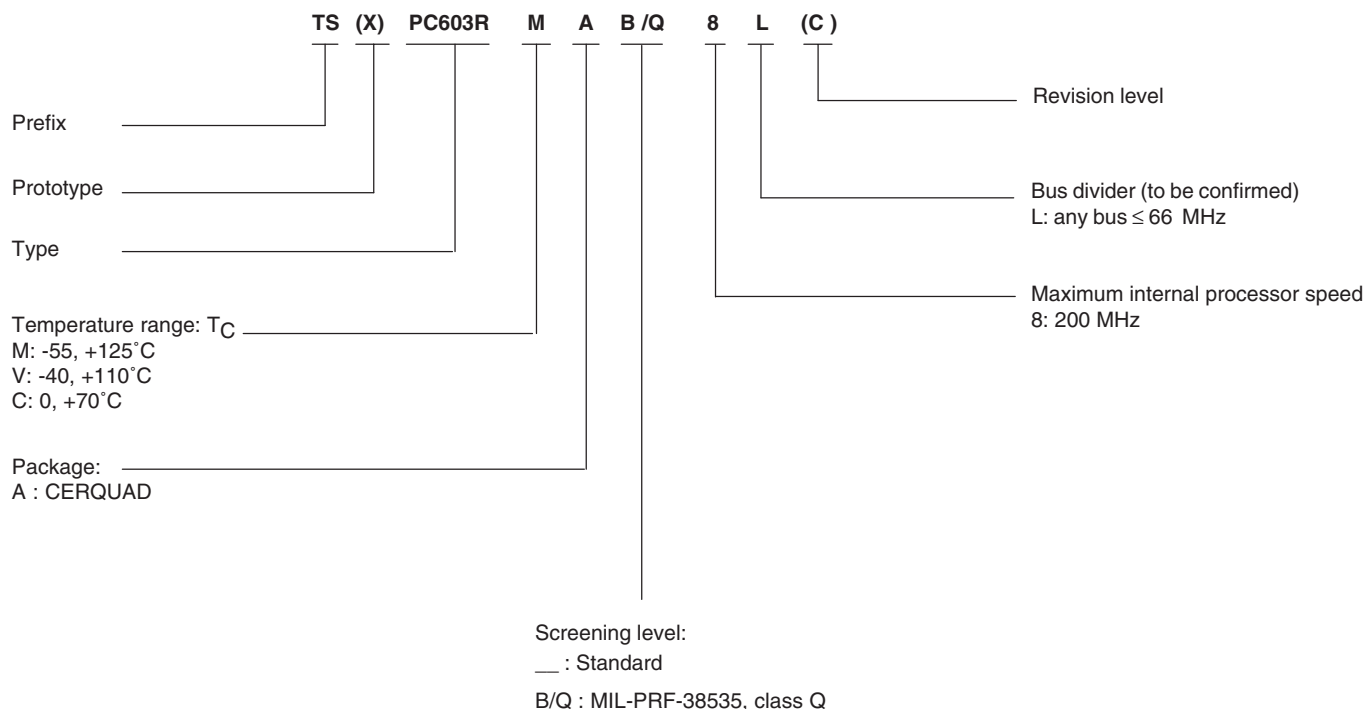 TS (X) PC603R M A B /Q 8 L (C )
Revision level
Prefix
Prototype
Bus divider (to be confirmed)
L: any bus ≤ 66 MHz
Type
Maximum internal processor speed
8: 200 MHz
Temperature range: TC
M: -55, +125˚C
V: -40, +110˚C
C: 0, +70˚C
Package:
A : CERQUAD
Screening level:
__ : Standard
B/Q : MIL-PRF-38535, class Q